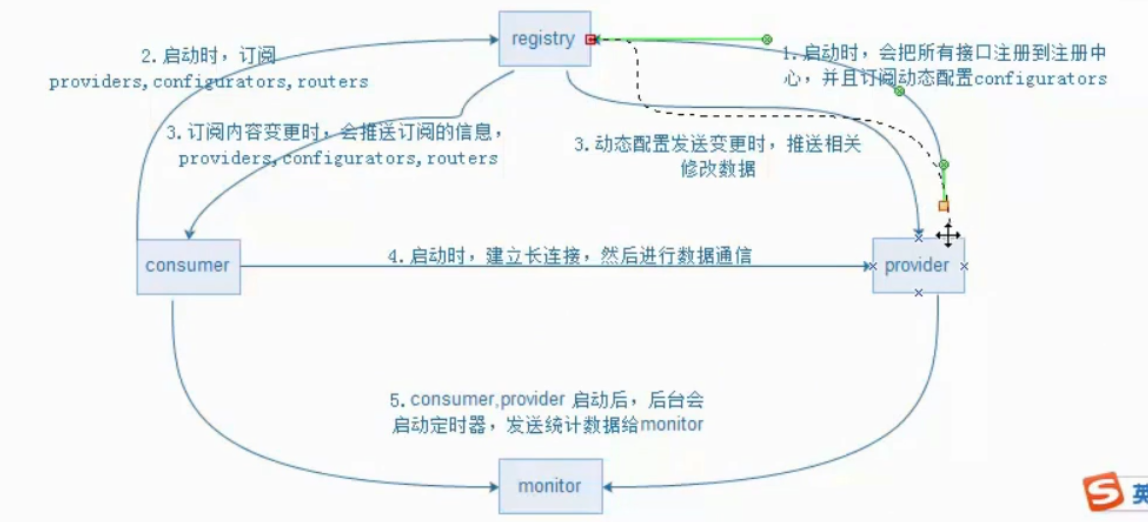 registry
2.启动时,订阅
providers,configurators,routers
1.启动时,会把所有接口注册到注册中
心,并且订阅动态配置configurators
3.订阅内容变更时,会推送订阅的信息,
providers,configurators,routers
3.动态配置发送变更时,推送相关
修改数据
consumer
4.启动时,建立长连接,然后进行数据通信
provider
5.consumer,provider 启动后,后台会
启动定时器,发送统计数据给monitor
monitor
S
英